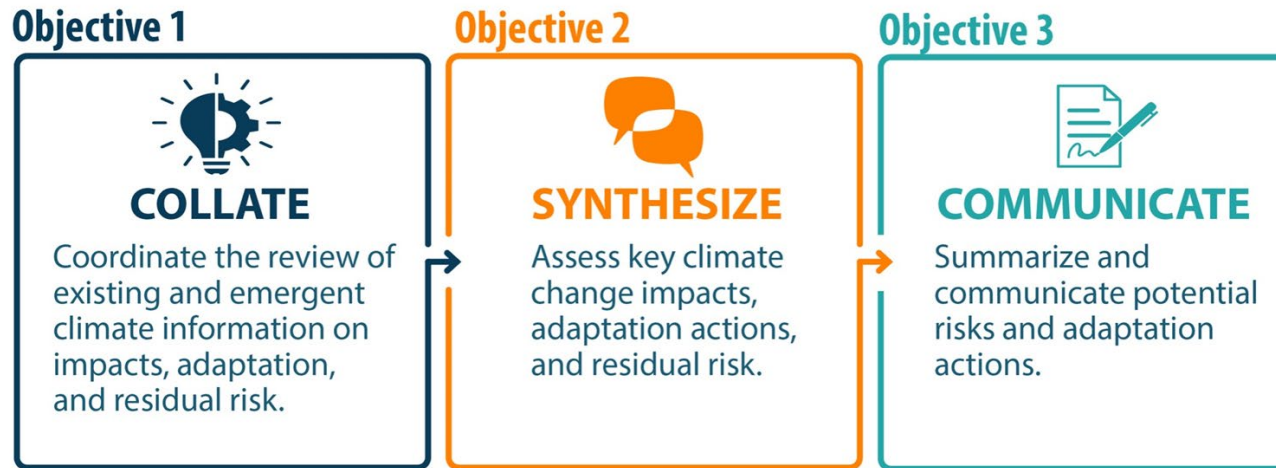 Objective 1
COLLATE
Coordinate the review of
existing and emergent
climate information on
impacts, adaptation,
and residual risk.
Objective 2
SYNTHESIZE
Assess key climate
change impacts,
adaptation actions,
and residual risk.
Objective 3
COMMUNICATE
Summarize and
communicate potential
risks and adaptation
actions.